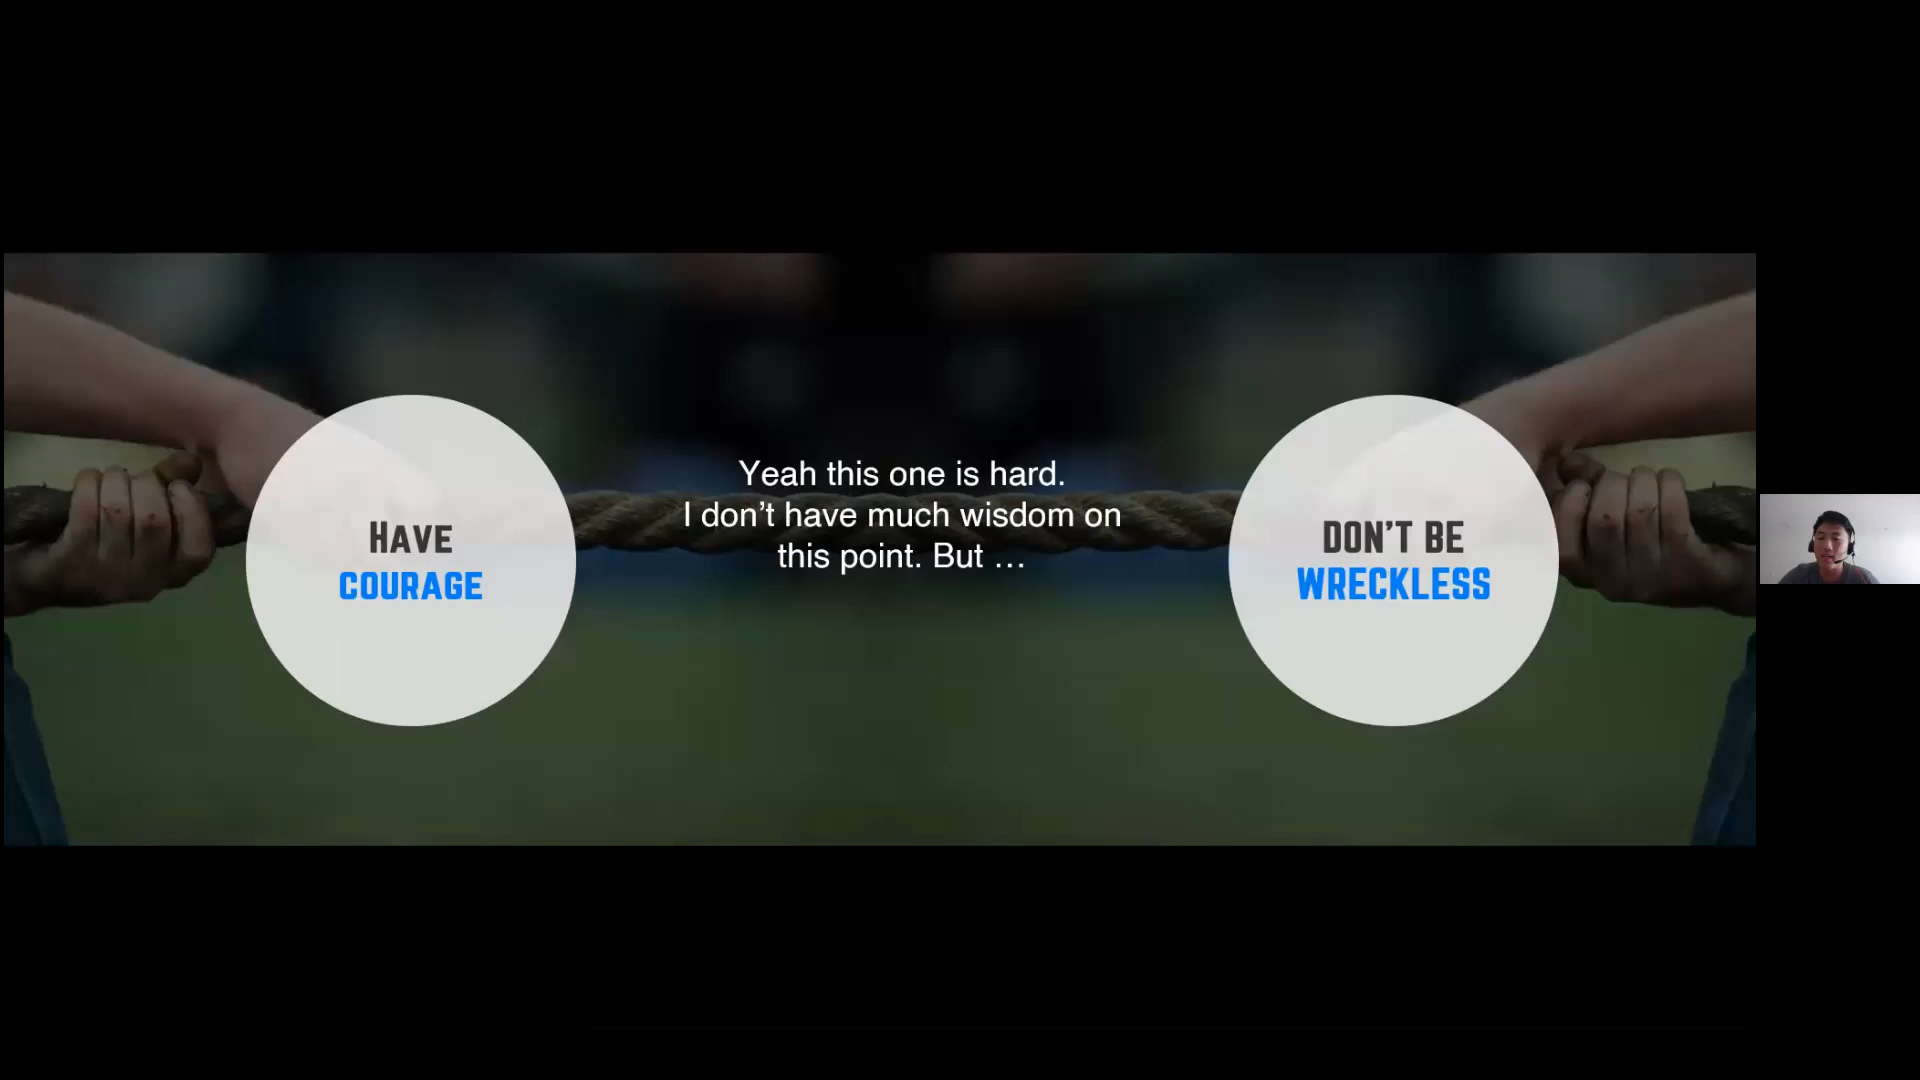 Yeah this one is hard.
I don't have much wisdom on
this point. But …
HAVE
COURAGE
DON'T BE
WRECKLESS